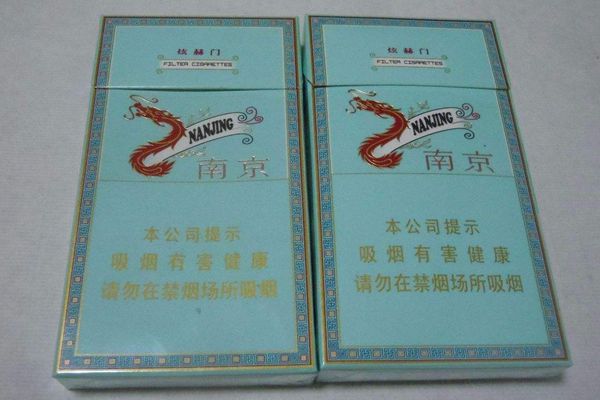 炫赫门
FILTER CIGARETTES
NANJING
南京
本公司提示
吸烟有害健康
请勿在禁烟场所吸烟
炫赫门
FILTER CIGARETTES
NANJING
南京
本公司提示
吸烟有害健康
请勿在禁烟场所吸烟